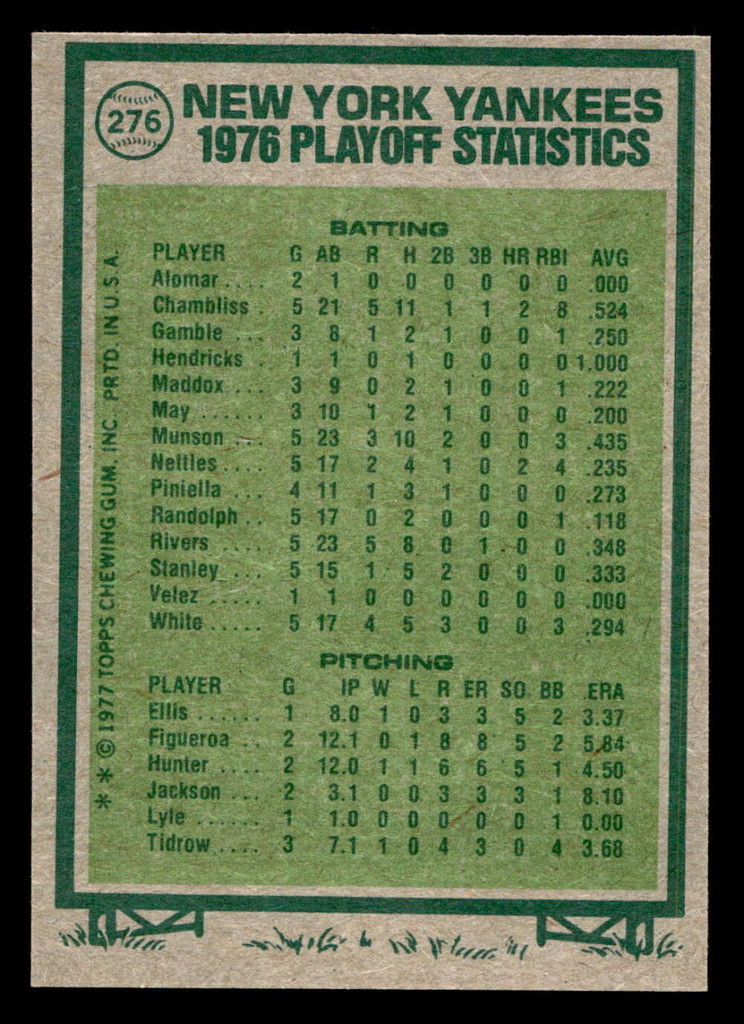 276
NEW YORK YANKEES
1976 PLAYOFF STATISTICS
BATTING
PLAYER G AB R H 2B 3B HR RBI AVG
Alomar .... 2 1 0 0 0 0 0 0 .000
Chambliss . 5 21 5 11 1 1 2 8 .524
Gamble ... 3 8 1 2 1 0 0 1 .250
Hendricks . 1 1 0 1 0 0 0 0 1.000
Maddox ... 3 9 0 2 1 0 0 1 .222
May ...... 3 10 1 2 1 0 0 0 .200
Munson ... 5 23 3 10 2 0 0 3 .435
Nettles .... 5 17 2 4 1 0 2 4 .235
Piniella ... 4 11 1 3 1 0 0 0 .273
Randolph .. 5 17 0 2 0 0 0 1 .118
Rivers ..... 5 23 5 8 0 1 0 0 .348
Stanley ... 5 15 1 5 2 0 0 0 .333
Velez ..... 1 1 0 0 0 0 0 0 .000
White ..... 5 17 4 5 3 0 0 3 .294
PITCHING
PLAYER G IP W L R ER SO BB ERA
Ellis ...... 1 8.0 1 0 3 3 5 2 3.37
Figueroa .. 2 12.1 0 1 8 8 5 2 5.84
Hunter .... 2 12.0 1 1 6 6 5 1 4.50
Jackson ... 2 3.1 0 0 3 3 3 1 8.10
Lyle ...... 1 1.0 0 0 0 0 0 1 0.00
Tidrow .... 3 7.1 1 0 4 3 0 4 3.68
* * © 1977 TOPPS CHEWING GUM, INC. PRTD. IN U.S.A.